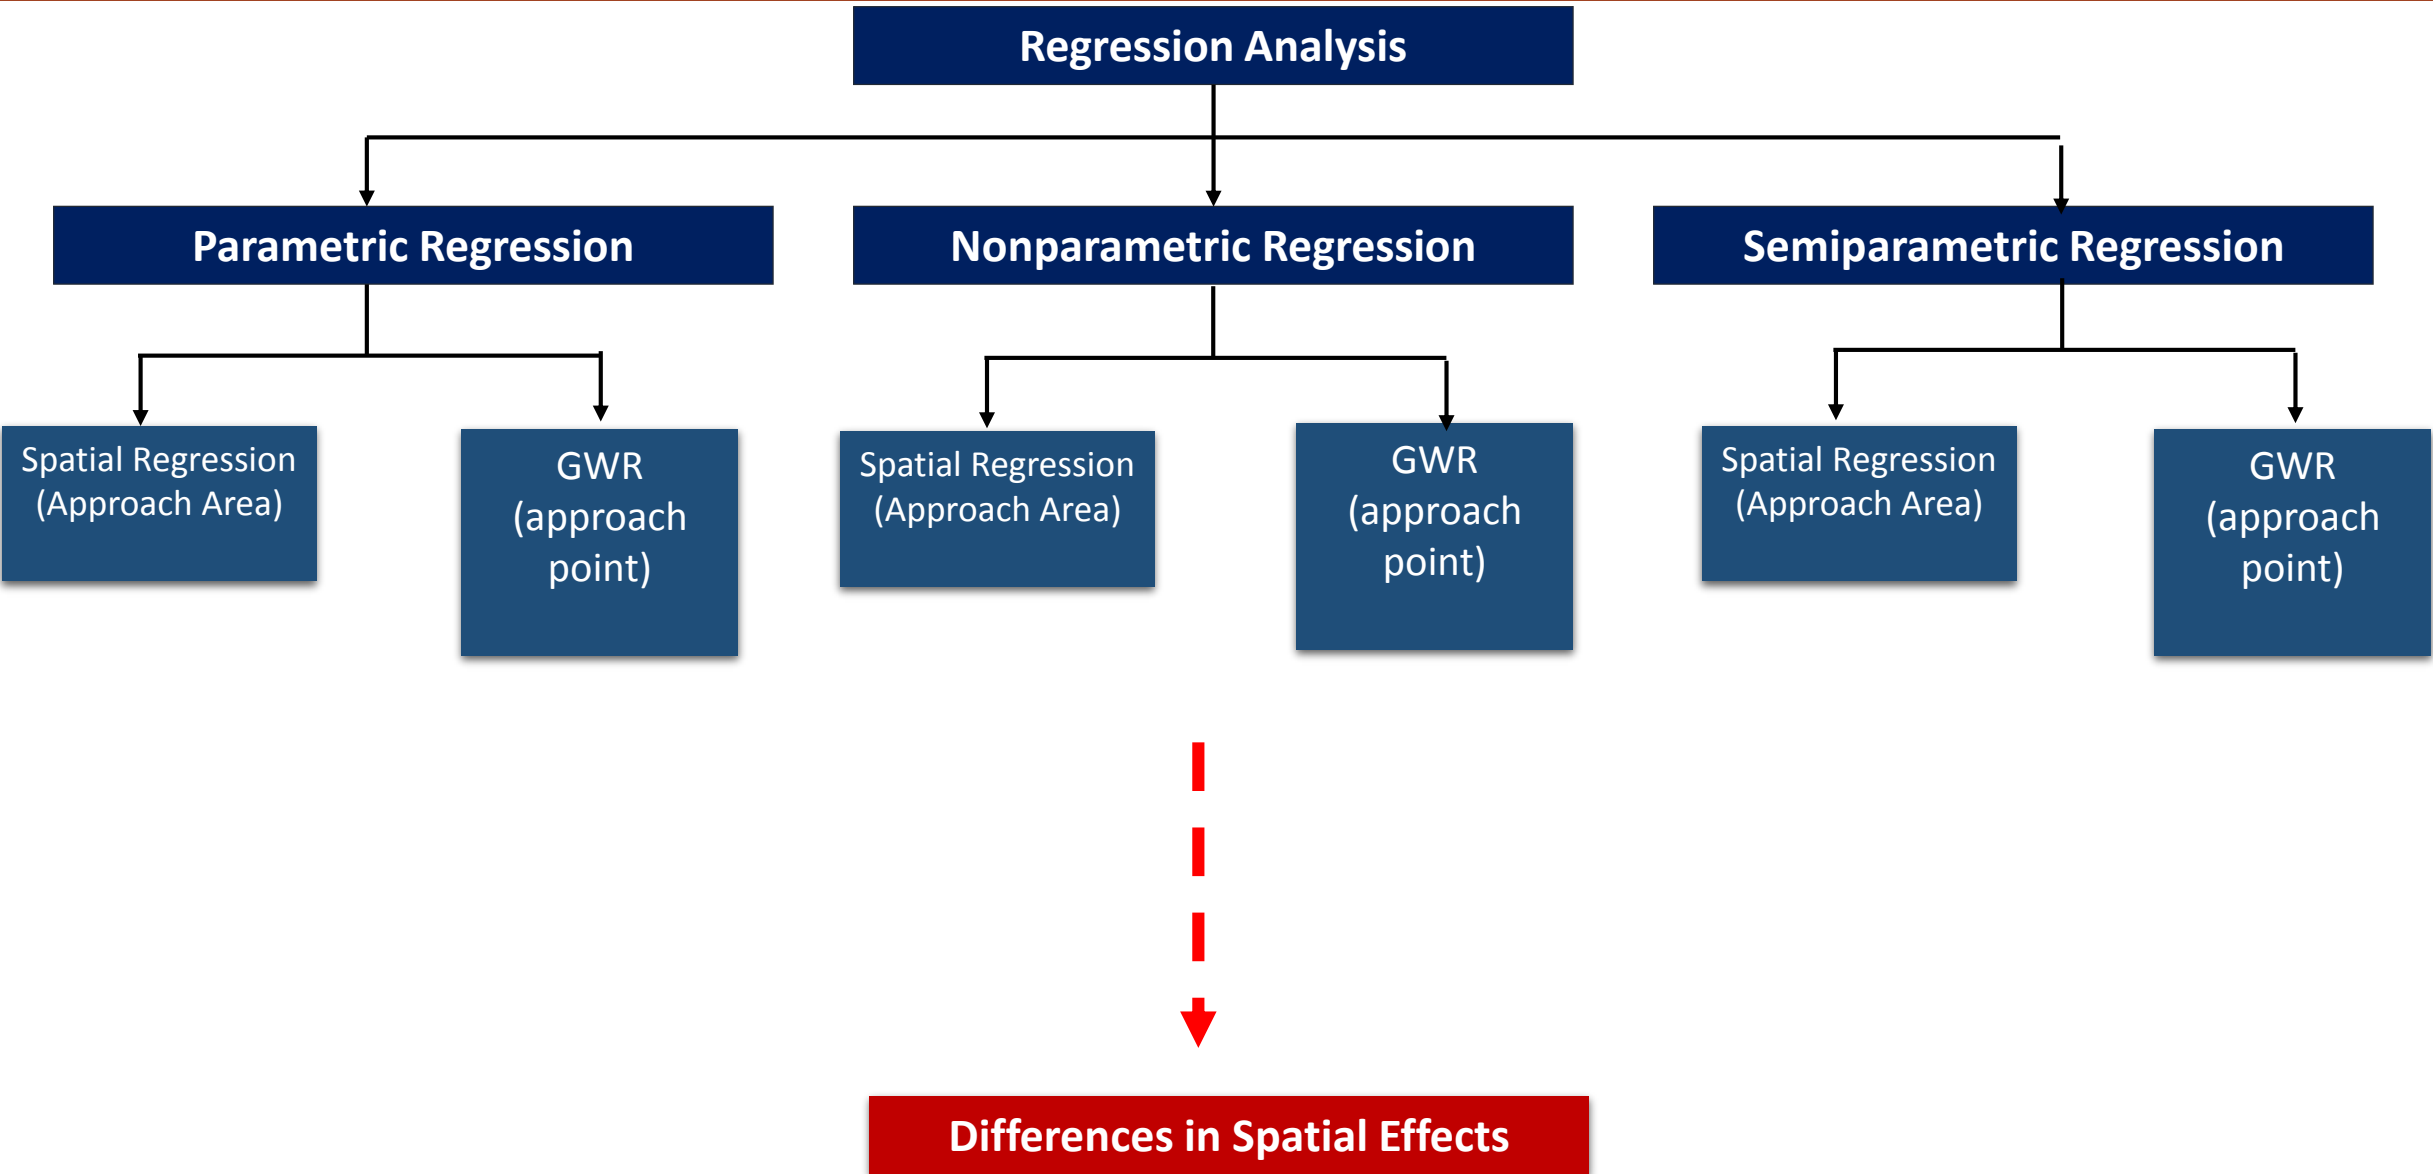 Regression Analysis
Parametric Regression
Nonparametric Regression
Semiparametric Regression
Spatial Regression
(Approach Area)
GWR
(approach
point)
Spatial Regression
(Approach Area)
GWR
(approach
point)
Spatial Regression
(Approach Area)
GWR
(approach
point)
Differences in Spatial Effects